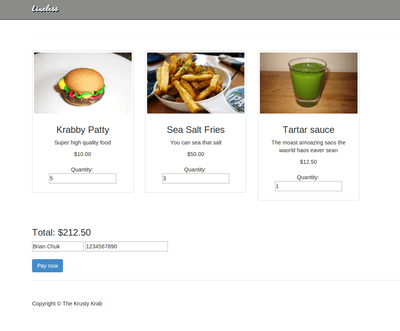 Lineless
Krabby Patty
Super high quality food
$10.00
Quantity:
5
Sea Salt Fries
You can sea that salt
$50.00
Quantity:
3
Tartar sauce
The moast amoazing saos the
waorld haos eaver sean
$12.50
Quantity:
1
Total: $212.50
Brian Chuk 1234567890
Pay now
Copyright © The Krusty Krab